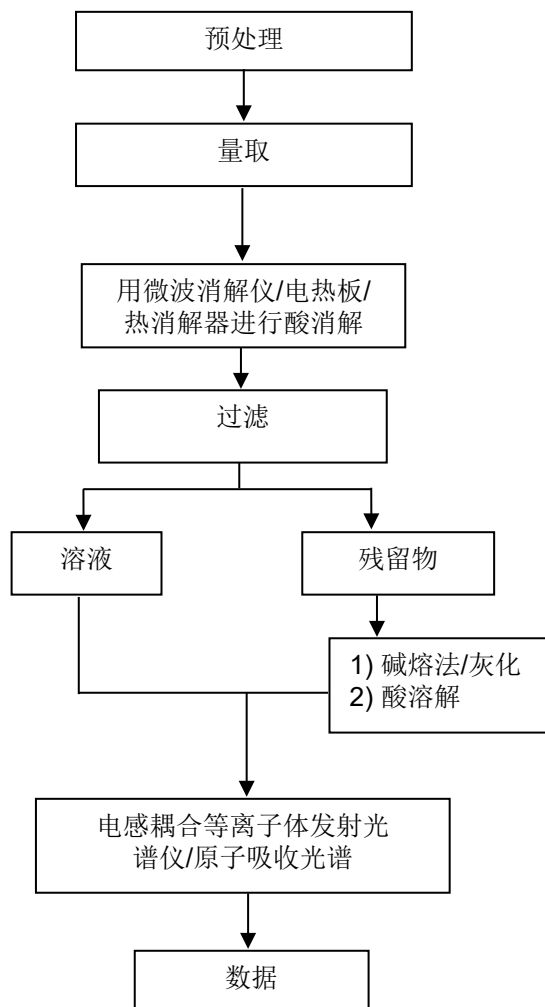 预处理
量取
用微波消解仪/电热板/
热消解器进行酸消解
过滤
溶液
残留物
1) 碱熔法/灰化
2) 酸溶解
电感耦合等离子体发射光
谱仪/原子吸收光谱
数据